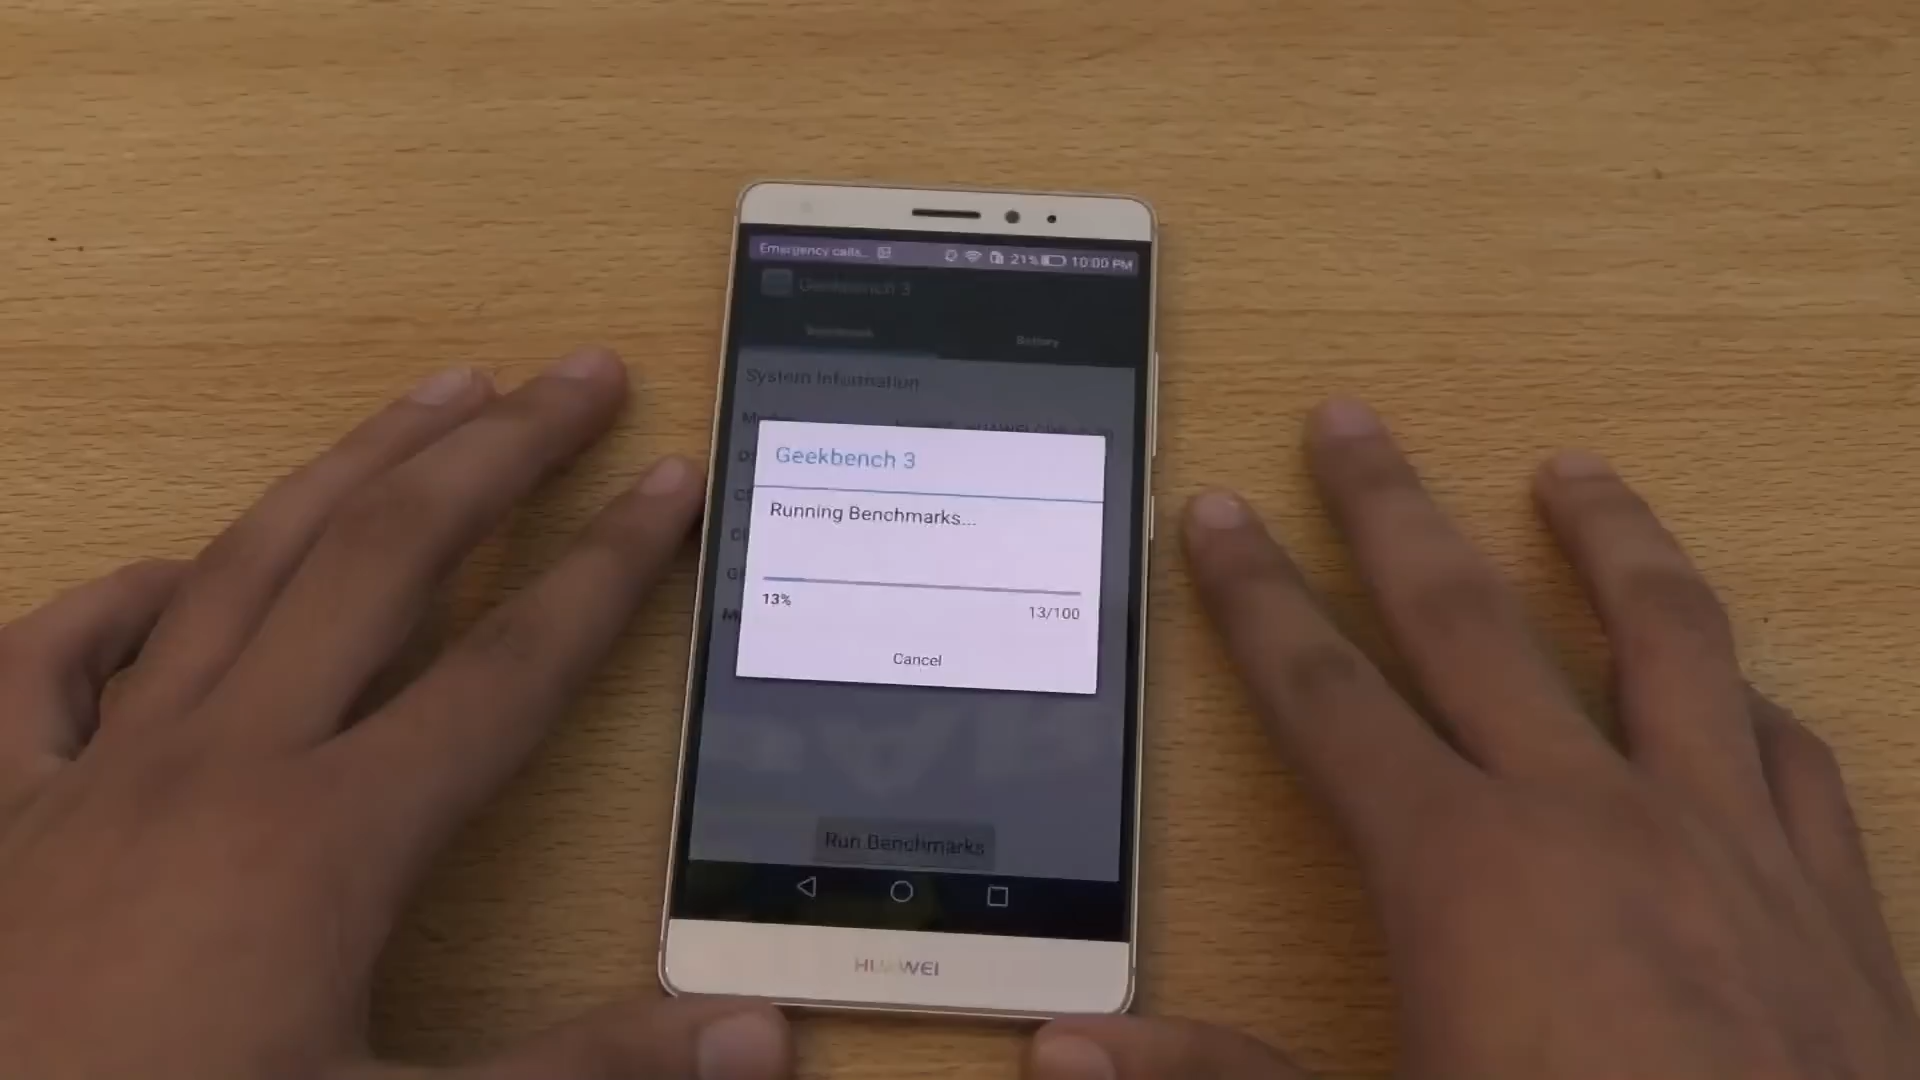 Emergency calls... 21% 10:00 PM
Geekbench 3
Battery
System Information
Geekbench 3
Running Benchmarks...
13% 13/100
Cancel
Run Benchmarks
HUAWEI